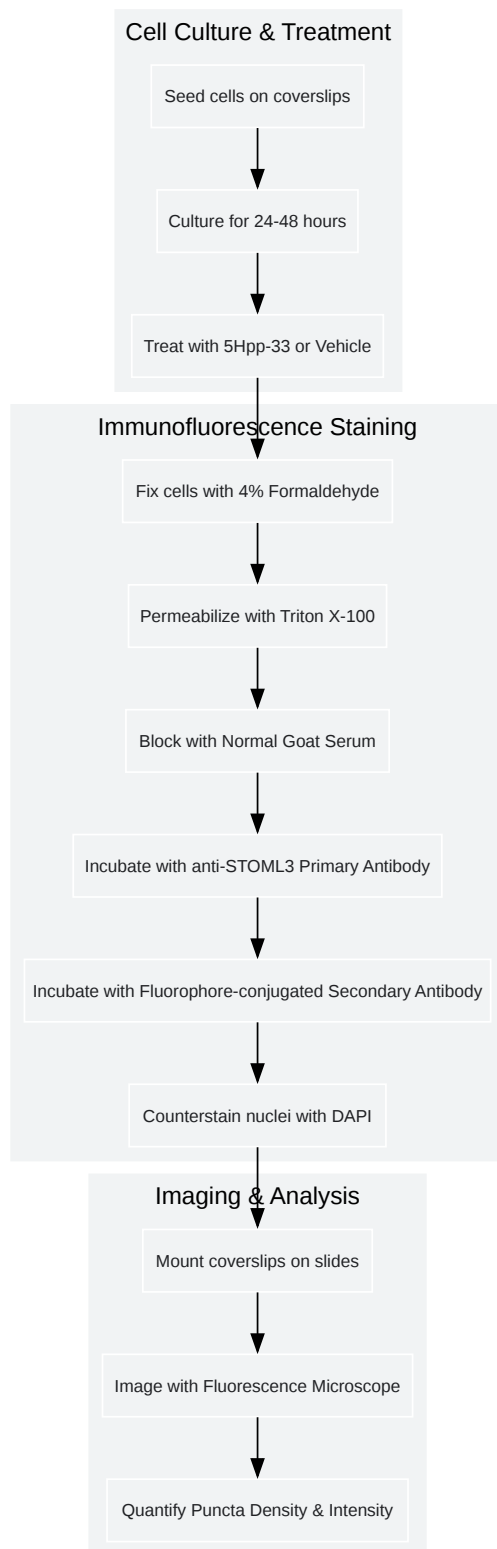 Cell Culture & Treatment
Seed cells on coverslips
Culture for 24-48 hours
Treat with 5Hpp-33 or Vehicle
Immunofluorescence Staining
Fix cells with 4% Formaldehyde
Permeabilize with Triton X-100
Block with Normal Goat Serum
Incubate with anti-STOML3 Primary Antibody
Incubate with Fluorophore-conjugated Secondary Antibody
Counterstain nuclei with DAPI
Imaging & Analysis
Mount coverslips on slides
Image with Fluorescence Microscope
Quantify Puncta Density & Intensity